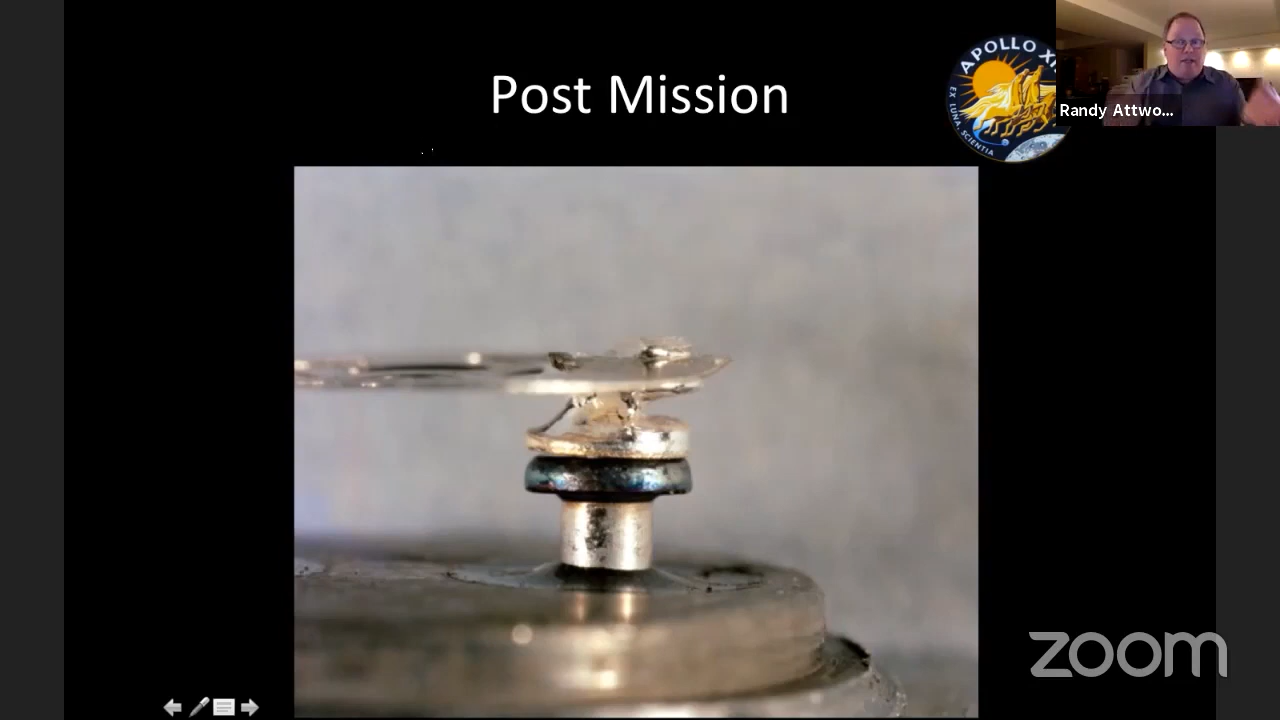 Post Mission
APOLLO XI
EX LUNA, SCIENTIA
Randy Attwo...
zoom